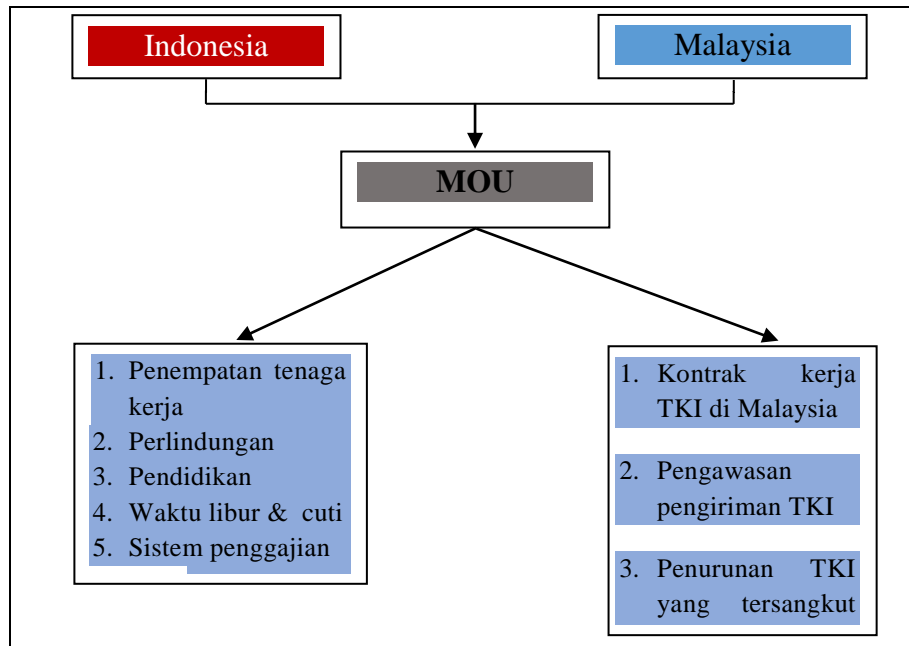 Indonesia
Malaysia
MOU
1. Penempatan tenaga
kerja
2. Perlindungan
3. Pendidikan
4. Waktu libur & cuti
5. Sistem penggajian
1. Kontrak kerja
TKI di Malaysia
2. Pengawasan
pengiriman TKI
3. Penurunan TKI
yang tersangkut